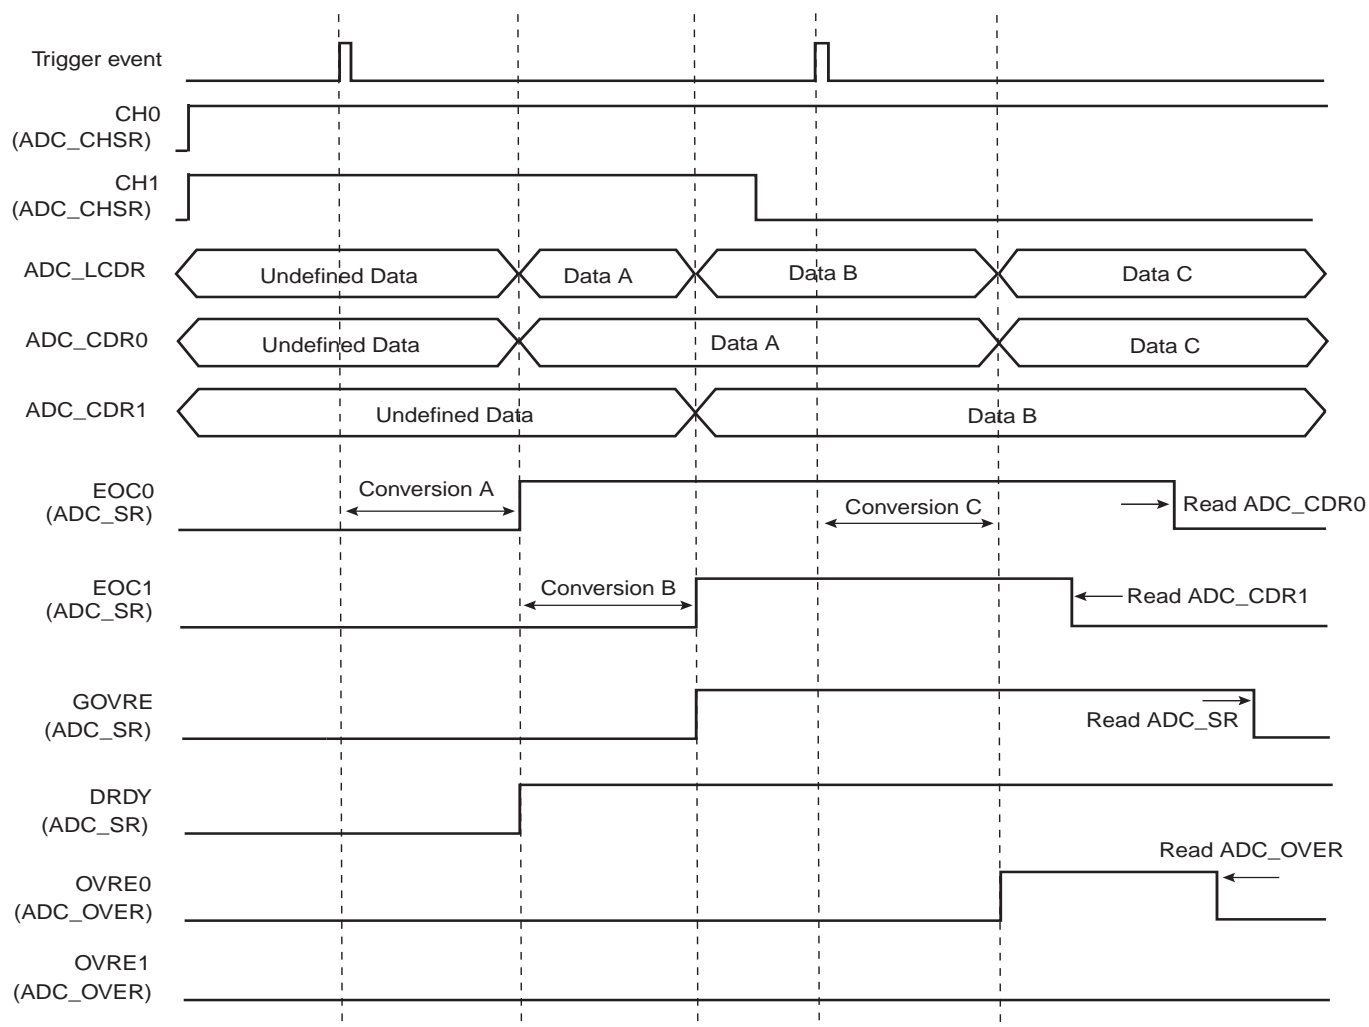 Trigger event
CH0
(ADC_CHSR)
CH1
(ADC_CHSR)
ADC_LCDR
Undefined Data
Data A
Data B
Data C
ADC_CDR0
Undefined Data
Data A
Data C
ADC_CDR1
Undefined Data
Data B
EOC0
(ADC_SR)
Conversion A
Conversion C
Read ADC_CDR0
EOC1
(ADC_SR)
Conversion B
Read ADC_CDR1
GOVRE
(ADC_SR)
Read ADC_SR
DRDY
(ADC_SR)
Read ADC_OVER
OVRE0
(ADC_OVER)
OVRE1
(ADC_OVER)